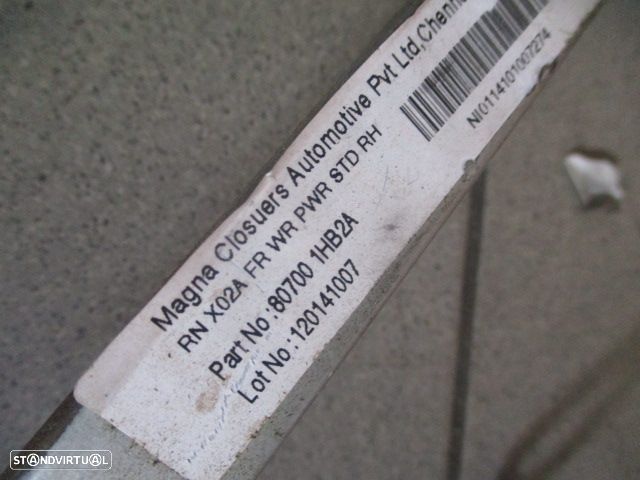 Magna Closuers Automotive Pvt Ltd,Chenn
RN X02A FR WR PWR STD RH
Part No.:80700 1HB2A
Lot No.:120141007
NI0114101007274
STANDVIRTUAL